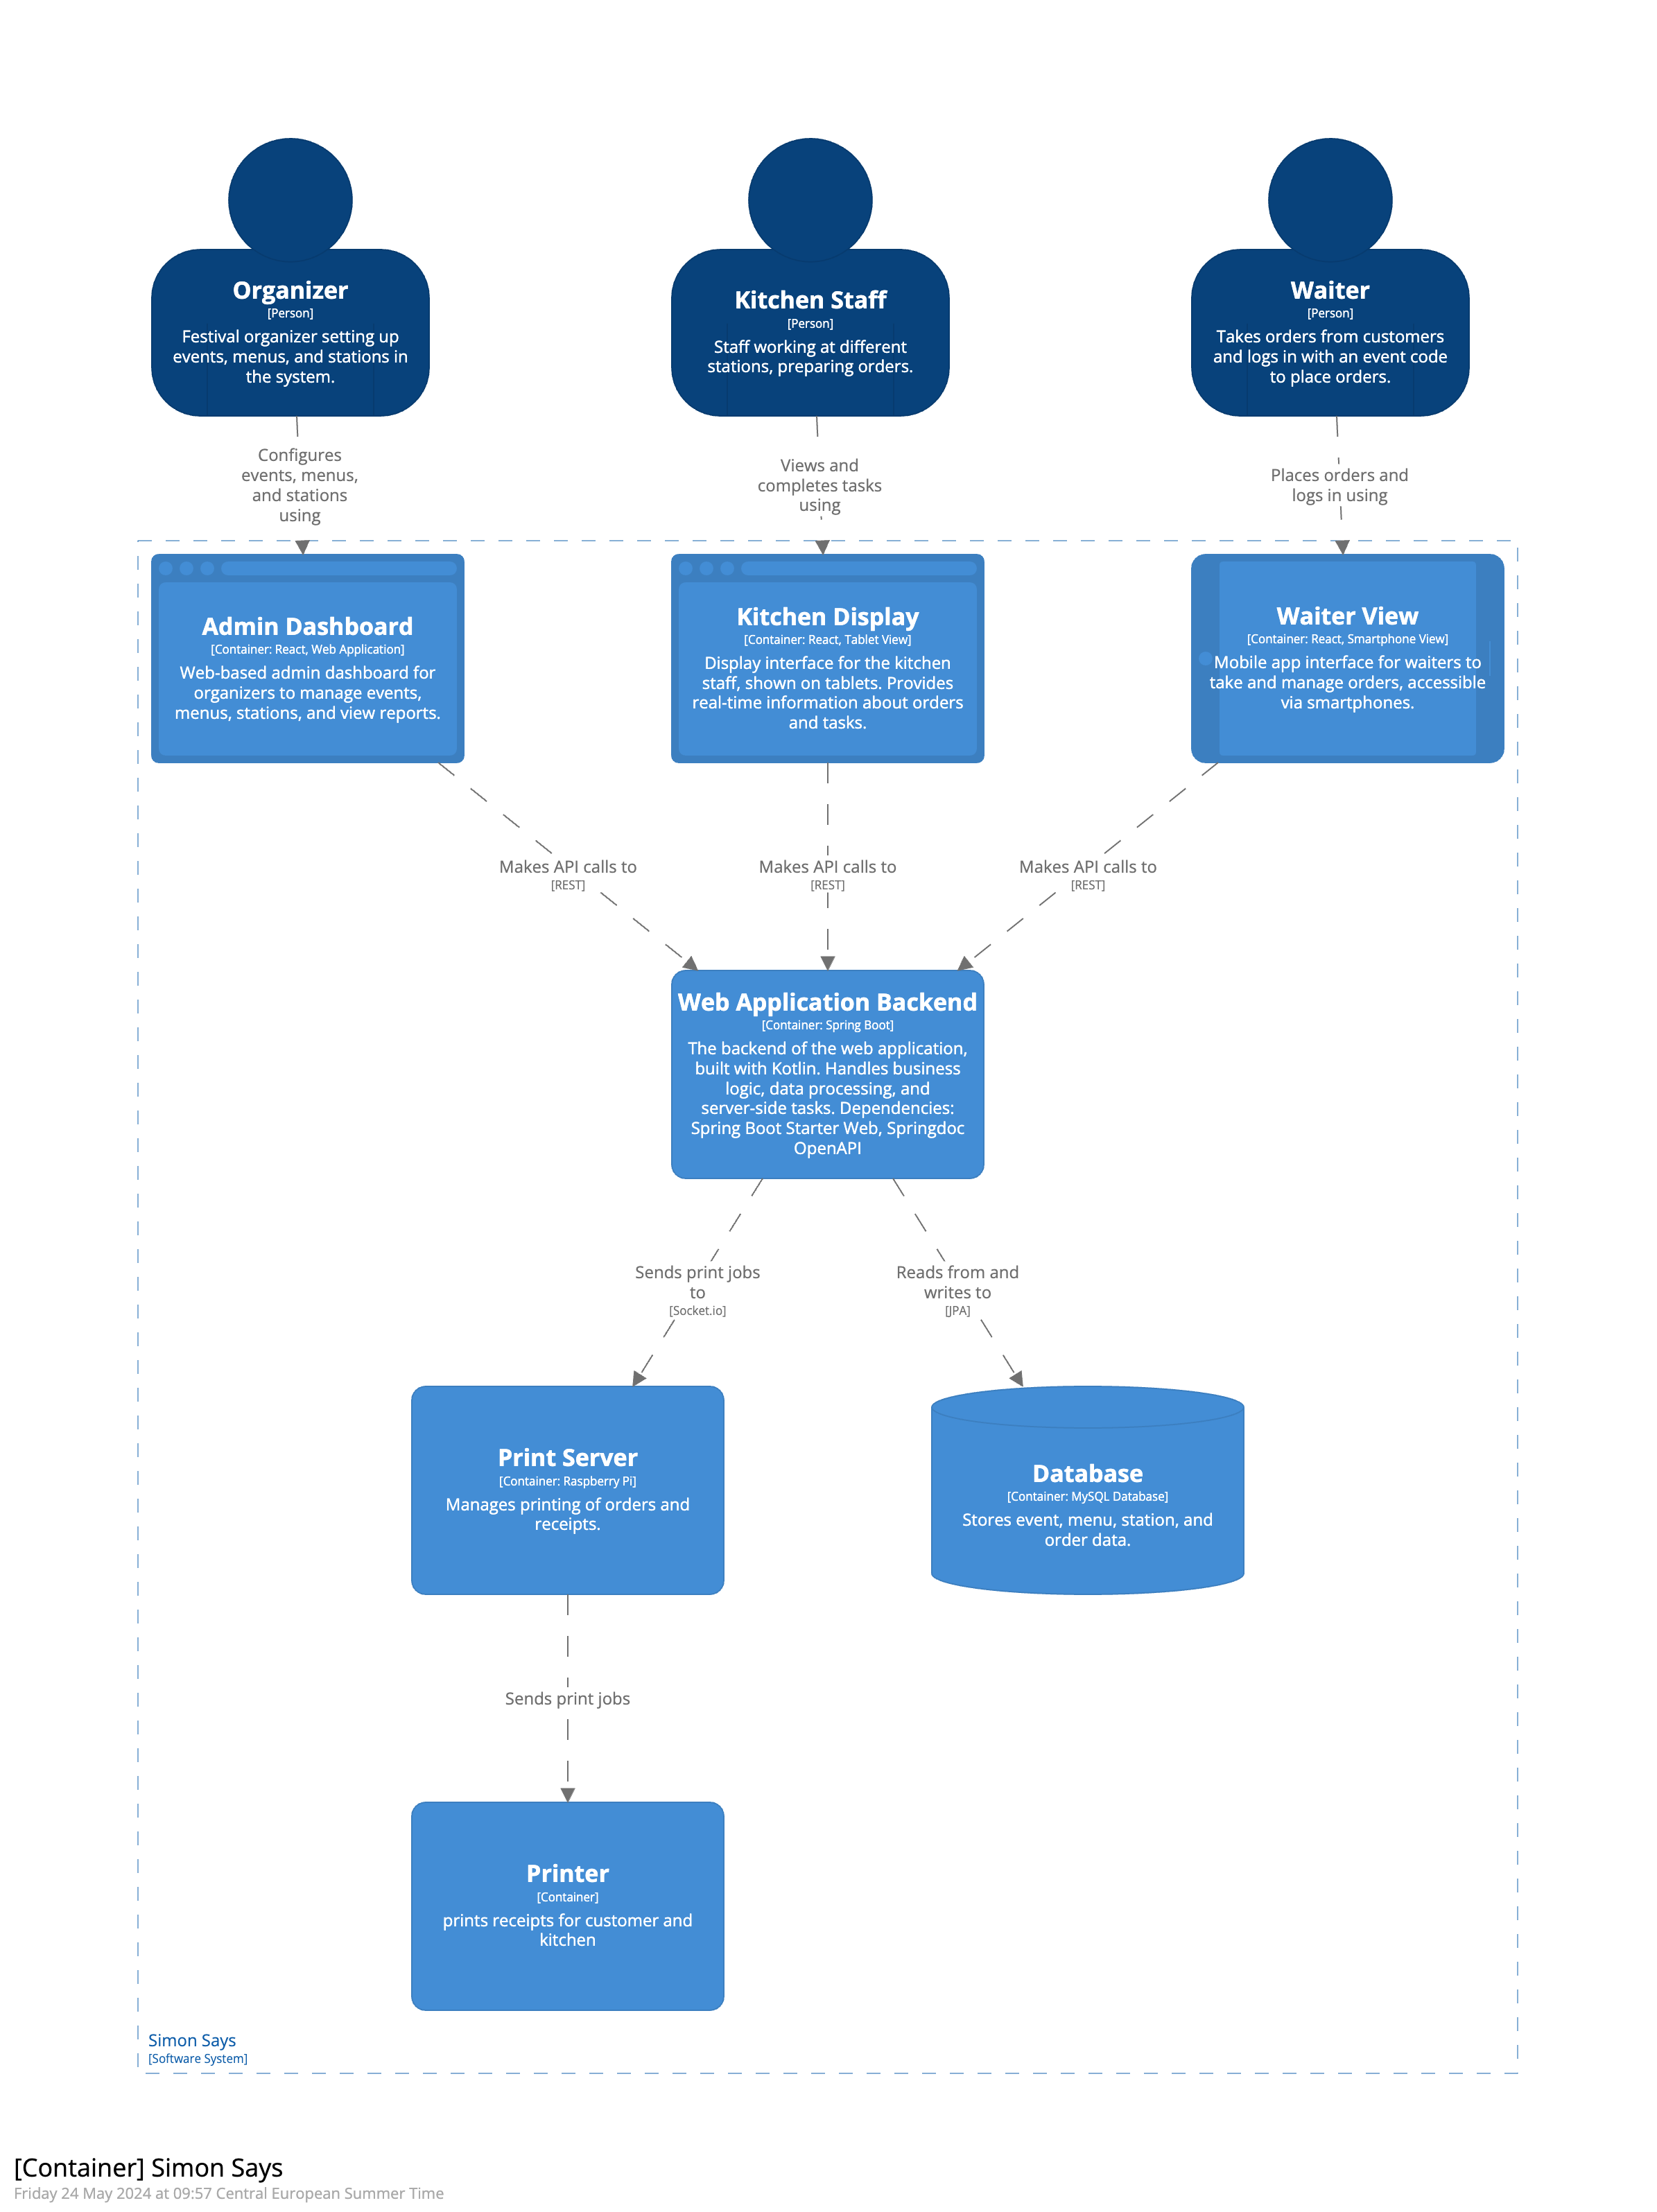 Organizer
[Person]
Festival organizer setting up
events, menus, and stations in
the system.
Kitchen Staff
[Person]
Staff working at different
stations, preparing orders.
Waiter
[Person]
Takes orders from customers
and logs in with an event code
to place orders.
Configures
events, menus,
and stations
using
Views and
completes tasks
using
Places orders and
logs in using
Admin Dashboard
[Container: React, Web Application]
Web-based admin dashboard for
organizers to manage events,
menus, stations, and view reports.
Kitchen Display
[Container: React, Tablet View]
Display interface for the kitchen
staff, shown on tablets. Provides
real-time information about orders
and tasks.
Waiter View
[Container: React, Smartphone View]
Mobile app interface for waiters to
take and manage orders, accessible
via smartphones.
Makes API calls to
[REST]
Makes API calls to
[REST]
Makes API calls to
[REST]
Web Application Backend
[Container: Spring Boot]
The backend of the web application,
built with Kotlin. Handles business
logic, data processing, and
server-side tasks. Dependencies:
Spring Boot Starter Web, Springdoc
OpenAPI
Sends print jobs
to
[Socket.io]
Reads from and
writes to
[JPA]
Print Server
[Container: Raspberry Pi]
Manages printing of orders and
receipts.
Database
[Container: MySQL Database]
Stores event, menu, station, and
order data.
Sends print jobs
Printer
[Container]
prints receipts for customer and
kitchen
Simon Says
[Software System]
[Container] Simon Says
Friday 24 May 2024 at 09:57 Central European Summer Time